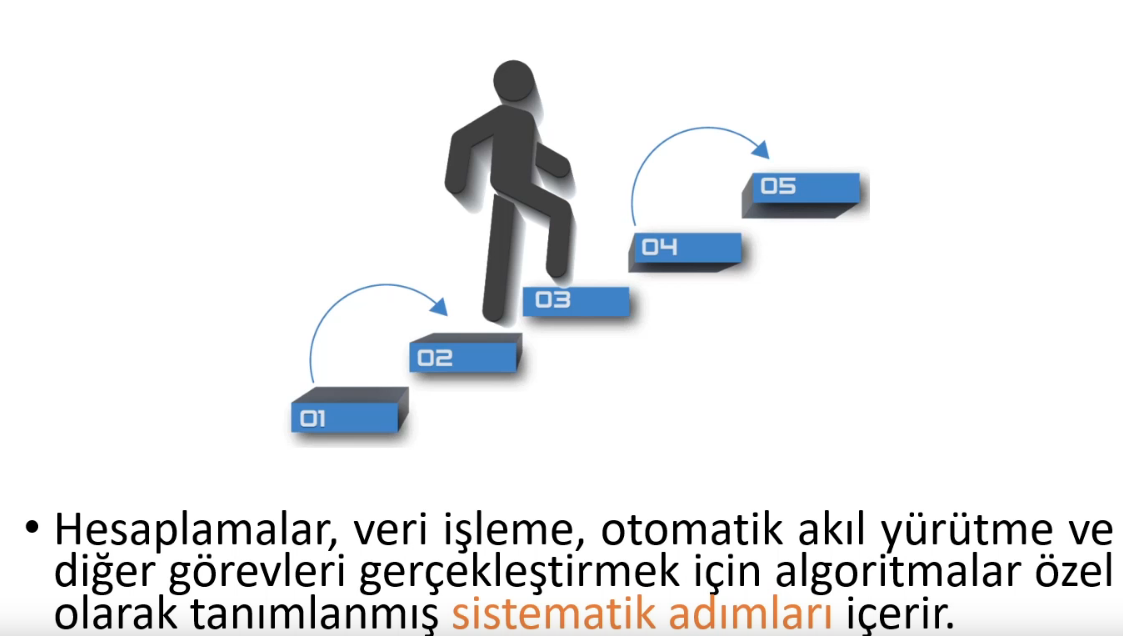 05
04
03
02
01
• Hesaplamalar, veri işleme, otomatik akıl yürütme ve
diğer görevleri gerçekleştirmek için algoritmalar özel
olarak tanımlanmış sistematik adımları içerir.